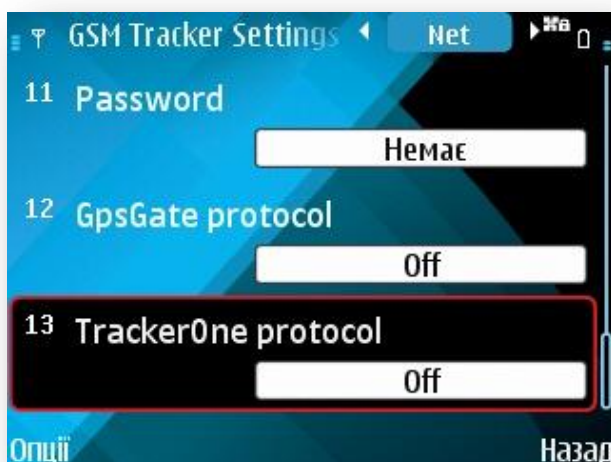 GSM Tracker Settings Net
11 Password
Немає
12 GpsGate protocol
Off
13 TrackerOne protocol
Off
Опції Назад